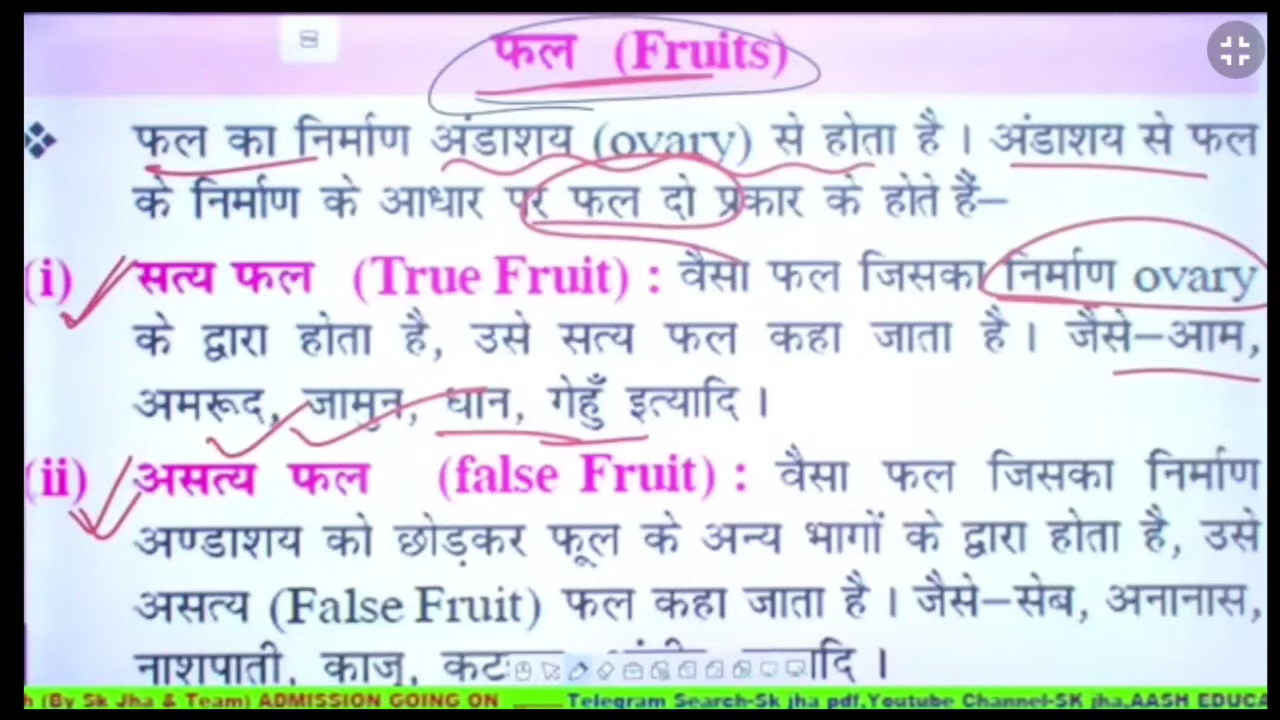 फल (Fruits)
❖ फल का निर्माण अंडाशय (ovary) से होता है । अंडाशय से फल
के निर्माण के आधार पर फल दो प्रकार के होते हैं–
(i) सत्य फल (True Fruit) : वैसा फल जिसका निर्माण ovary
के द्वारा होता है, उसे सत्य फल कहा जाता है । जैसे–आम,
अमरूद, जामुन, धान, गेहुँ इत्यादि ।
(ii) असत्य फल (false Fruit) : वैसा फल जिसका निर्माण
अण्डाशय को छोड़कर फूल के अन्य भागों के द्वारा होता है, उसे
असत्य (False Fruit) फल कहा जाता है । जैसे–सेब, अनानास,
नाशपाती, काजू, ।
(By Sk Jha & Team) ADMISSION GOING ON ____Telegram Search-Sk jha pdf,Youtube Channel-SK jha,AASH